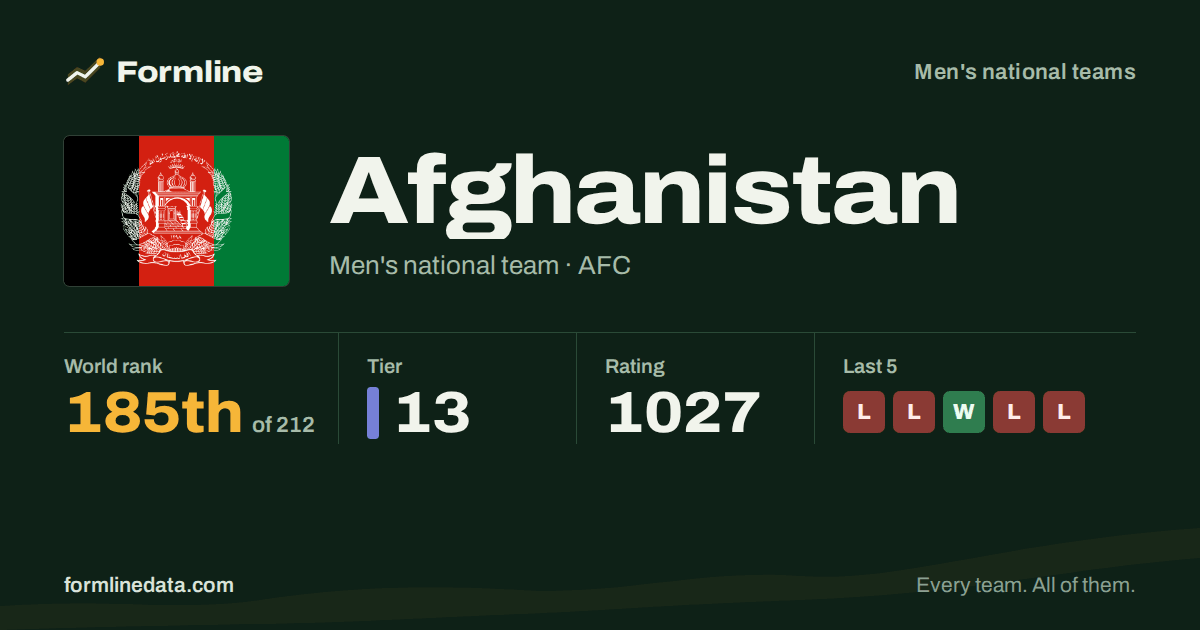 Formline
Men's national teams
Afghanistan
Men's national team · AFC
World rank
185th of 212
Tier
13
Rating
1027
Last 5
L L W L L
formlinedata.com
Every team. All of them.